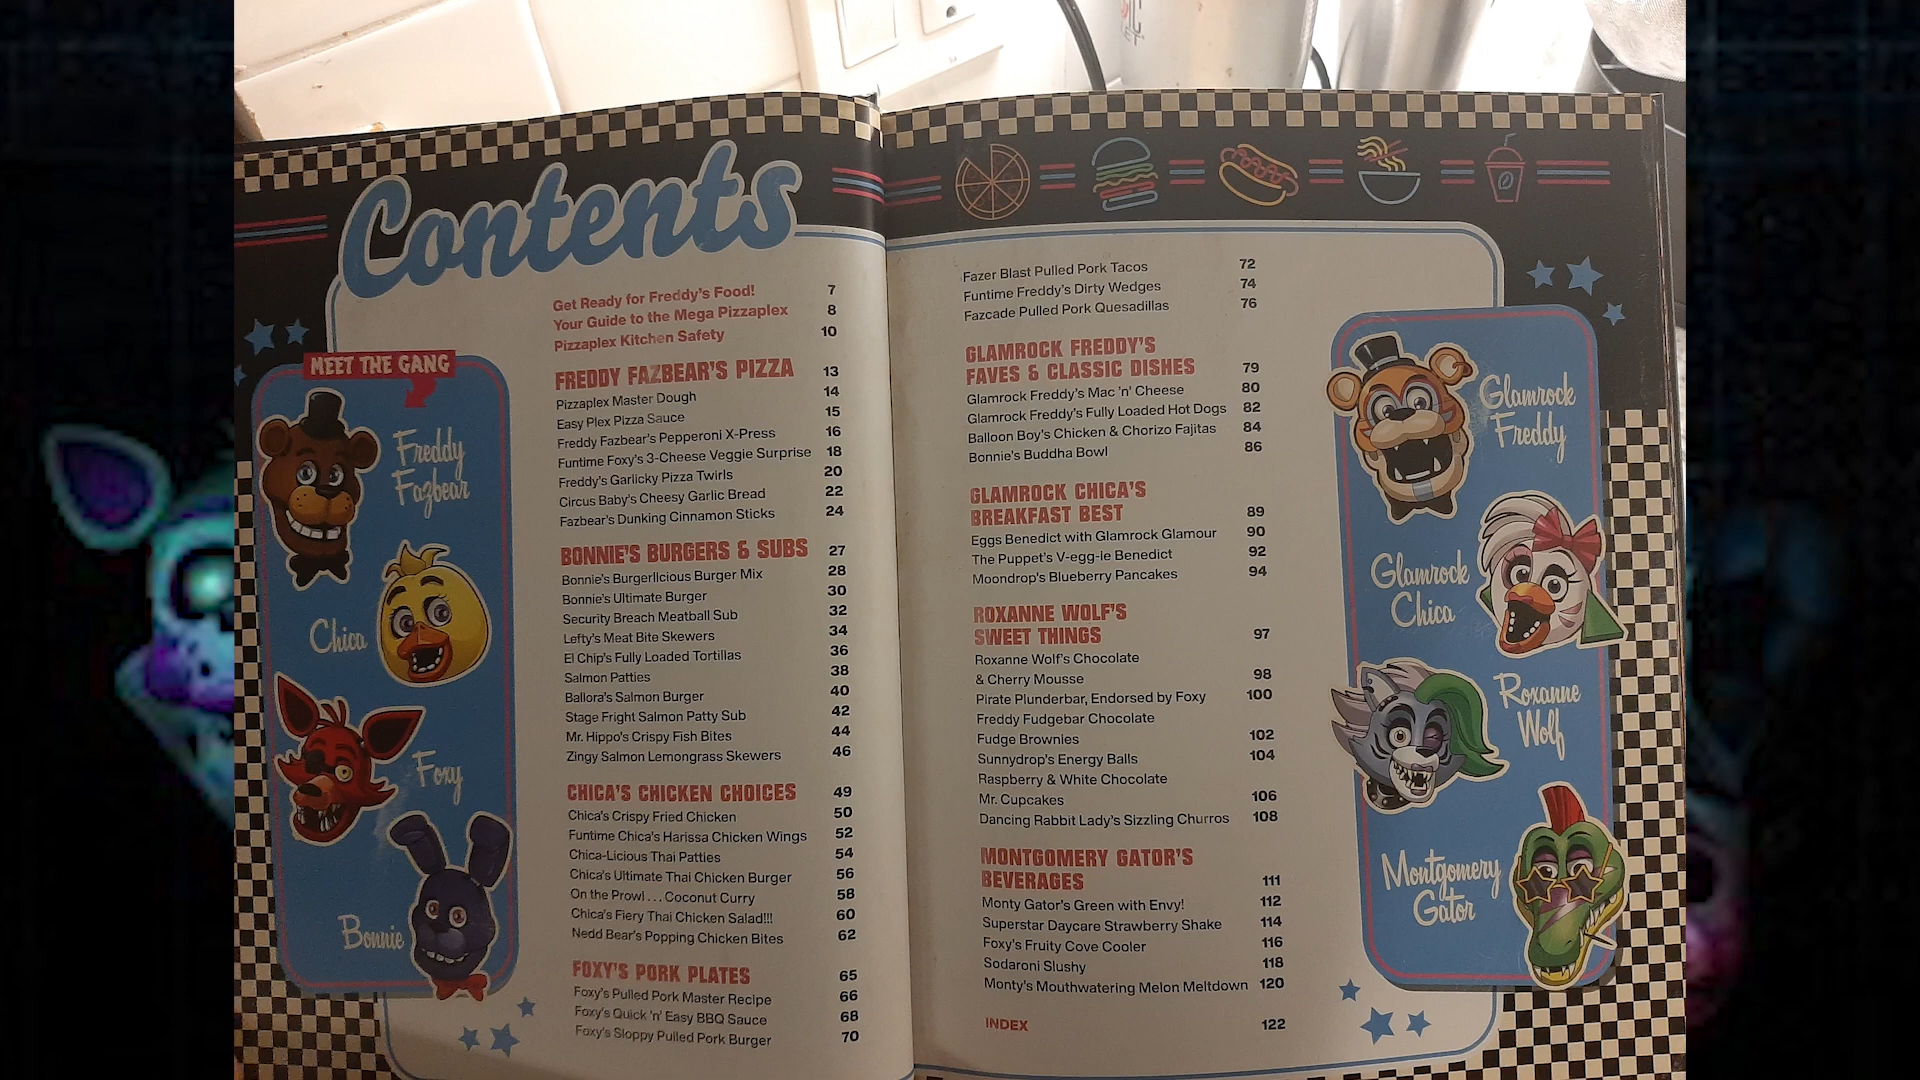 Contents
Get Ready for Freddy's Food! 7
Your Guide to the Mega Pizzaplex 8
Pizzaplex Kitchen Safety 10
FREDDY FAZBEAR'S PIZZA 13
Pizzaplex Master Dough 14
Easy Plex Pizza Sauce 15
Freddy Fazbear's Pepperoni X-Press 16
Funtime Foxy's 3-Cheese Veggie Surprise 18
Freddy's Garlicky Pizza Twirls 20
Circus Baby's Cheesy Garlic Bread 22
Fazbear's Dunking Cinnamon Sticks 24
BONNIE'S BURGERS & SUBS 27
Bonnie's Burgerlicious Burger Mix 28
Bonnie's Ultimate Burger 30
Security Breach Meatball Sub 32
Lefty's Meat Bite Skewers 34
El Chip's Fully Loaded Tortillas 36
Salmon Patties 38
Ballora's Salmon Burger 40
Stage Fright Salmon Patty Sub 42
Mr. Hippo's Crispy Fish Bites 44
Zingy Salmon Lemongrass Skewers 46
CHICA'S CHICKEN CHOICES 49
Chica's Crispy Fried Chicken 50
Funtime Chica's Harissa Chicken Wings 52
Chica-Licious Thai Patties 54
Chica's Ultimate Thai Chicken Burger 56
On the Prowl . . . Coconut Curry 58
Chica's Fiery Thai Chicken Salad!!! 60
Nedd Bear's Popping Chicken Bites 62
FOXY'S PORK PLATES 65
Foxy's Pulled Pork Master Recipe 66
Foxy's Quick 'n' Easy BBQ Sauce 68
Foxy's Sloppy Pulled Pork Burger 70
MEET THE GANG
Freddy
Fazbear
Chica
Foxy
Bonnie
Fazer Blast Pulled Pork Tacos 72
Funtime Freddy's Dirty Wedges 74
Fazcade Pulled Pork Quesadillas 76
GLAMROCK FREDDY'S
FAVES & CLASSIC DISHES 79
Glamrock Freddy's Mac 'n' Cheese 80
Glamrock Freddy's Fully Loaded Hot Dogs 82
Balloon Boy's Chicken & Chorizo Fajitas 84
Bonnie's Buddha Bowl 86
GLAMROCK CHICA'S
BREAKFAST BEST 89
Eggs Benedict with Glamrock Glamour 90
The Puppet's V-egg-ie Benedict 92
Moondrop's Blueberry Pancakes 94
ROXANNE WOLF'S
SWEET THINGS 97
Roxanne Wolf's Chocolate
& Cherry Mousse 98
Pirate Plunderbar, Endorsed by Foxy 100
Freddy Fudgebar Chocolate
Fudge Brownies 102
Sunnydrop's Energy Balls 104
Raspberry & White Chocolate
Mr. Cupcakes 106
Dancing Rabbit Lady's Sizzling Churros 108
MONTGOMERY GATOR'S
BEVERAGES 111
Monty Gator's Green with Envy! 112
Superstar Daycare Strawberry Shake 114
Foxy's Fruity Cove Cooler 116
Sodaroni Slushy 118
Monty's Mouthwatering Melon Meltdown 120
INDEX 122
Glamrock
Freddy
Glamrock
Chica
Roxanne
Wolf
Montgomery
Gator